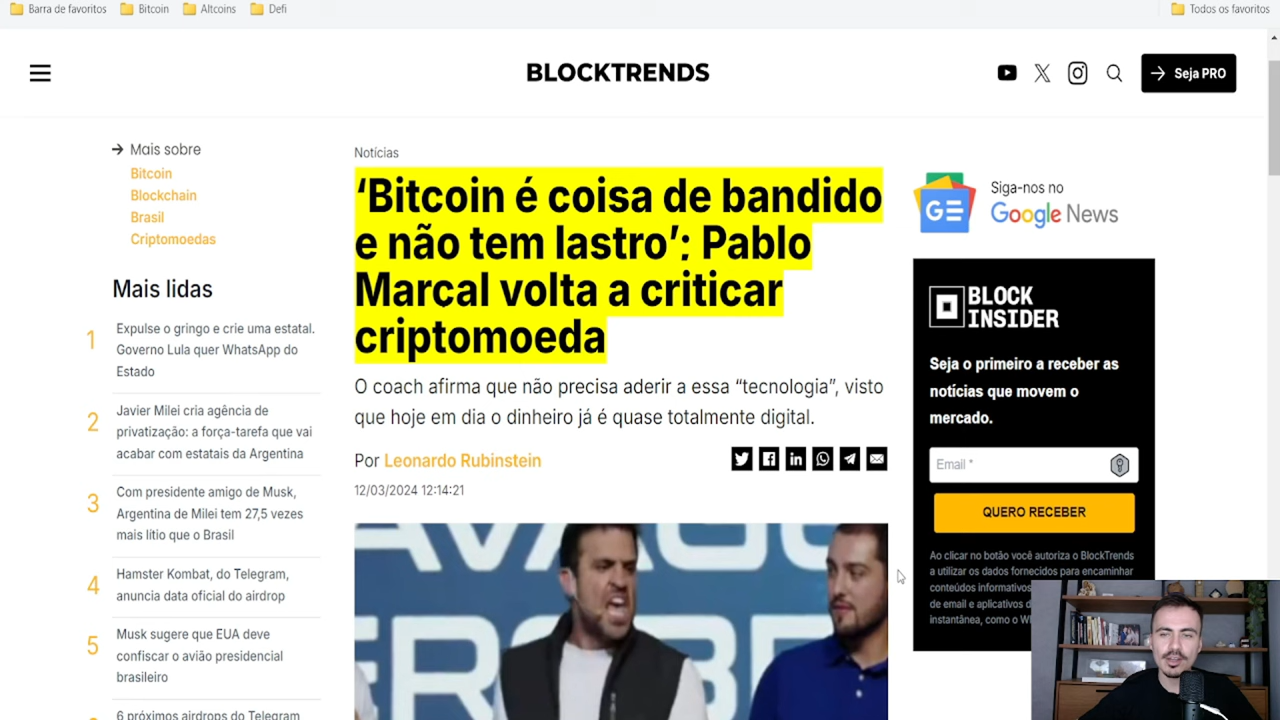 Barra de favoritos
Bitcoin
Altcoins
Defi
Todos os favoritos
BLOCKTRENDS
Seja PRO
Mais sobre
Bitcoin
Blockchain
Brasil
Criptomoedas
Mais lidas
1
Expulse o gringo e crie uma estatal.
Governo Lula quer WhatsApp do
Estado
2
Javier Milei cria agência de
privatização: a força-tarefa que vai
acabar com estatais da Argentina
3
Com presidente amigo de Musk,
Argentina de Milei tem 27,5 vezes
mais lítio que o Brasil
4
Hamster Kombat, do Telegram,
anuncia data oficial do airdrop
5
Musk sugere que EUA deve
confiscar o avião presidencial
brasileiro
6 próximos airdrops do Telegram
Notícias
‘Bitcoin é coisa de bandido
e não tem lastro’; Pablo
Marcal volta a criticar
criptomoeda
O coach afirma que não precisa aderir a essa “tecnologia”, visto
que hoje em dia o dinheiro já é quase totalmente digital.
Por Leonardo Rubinstein
12/03/2024 12:14:21
Siga-nos no
Google News
BLOCK
INSIDER
Seja o primeiro a receber as
notícias que movem o
mercado.
Email *
QUERO RECEBER
Ao clicar no botão você autoriza o BlockTrends
a utilizar os dados fornecidos para encaminhar
conteúdos informativos
de email e aplicativos d
instantânea, como o W